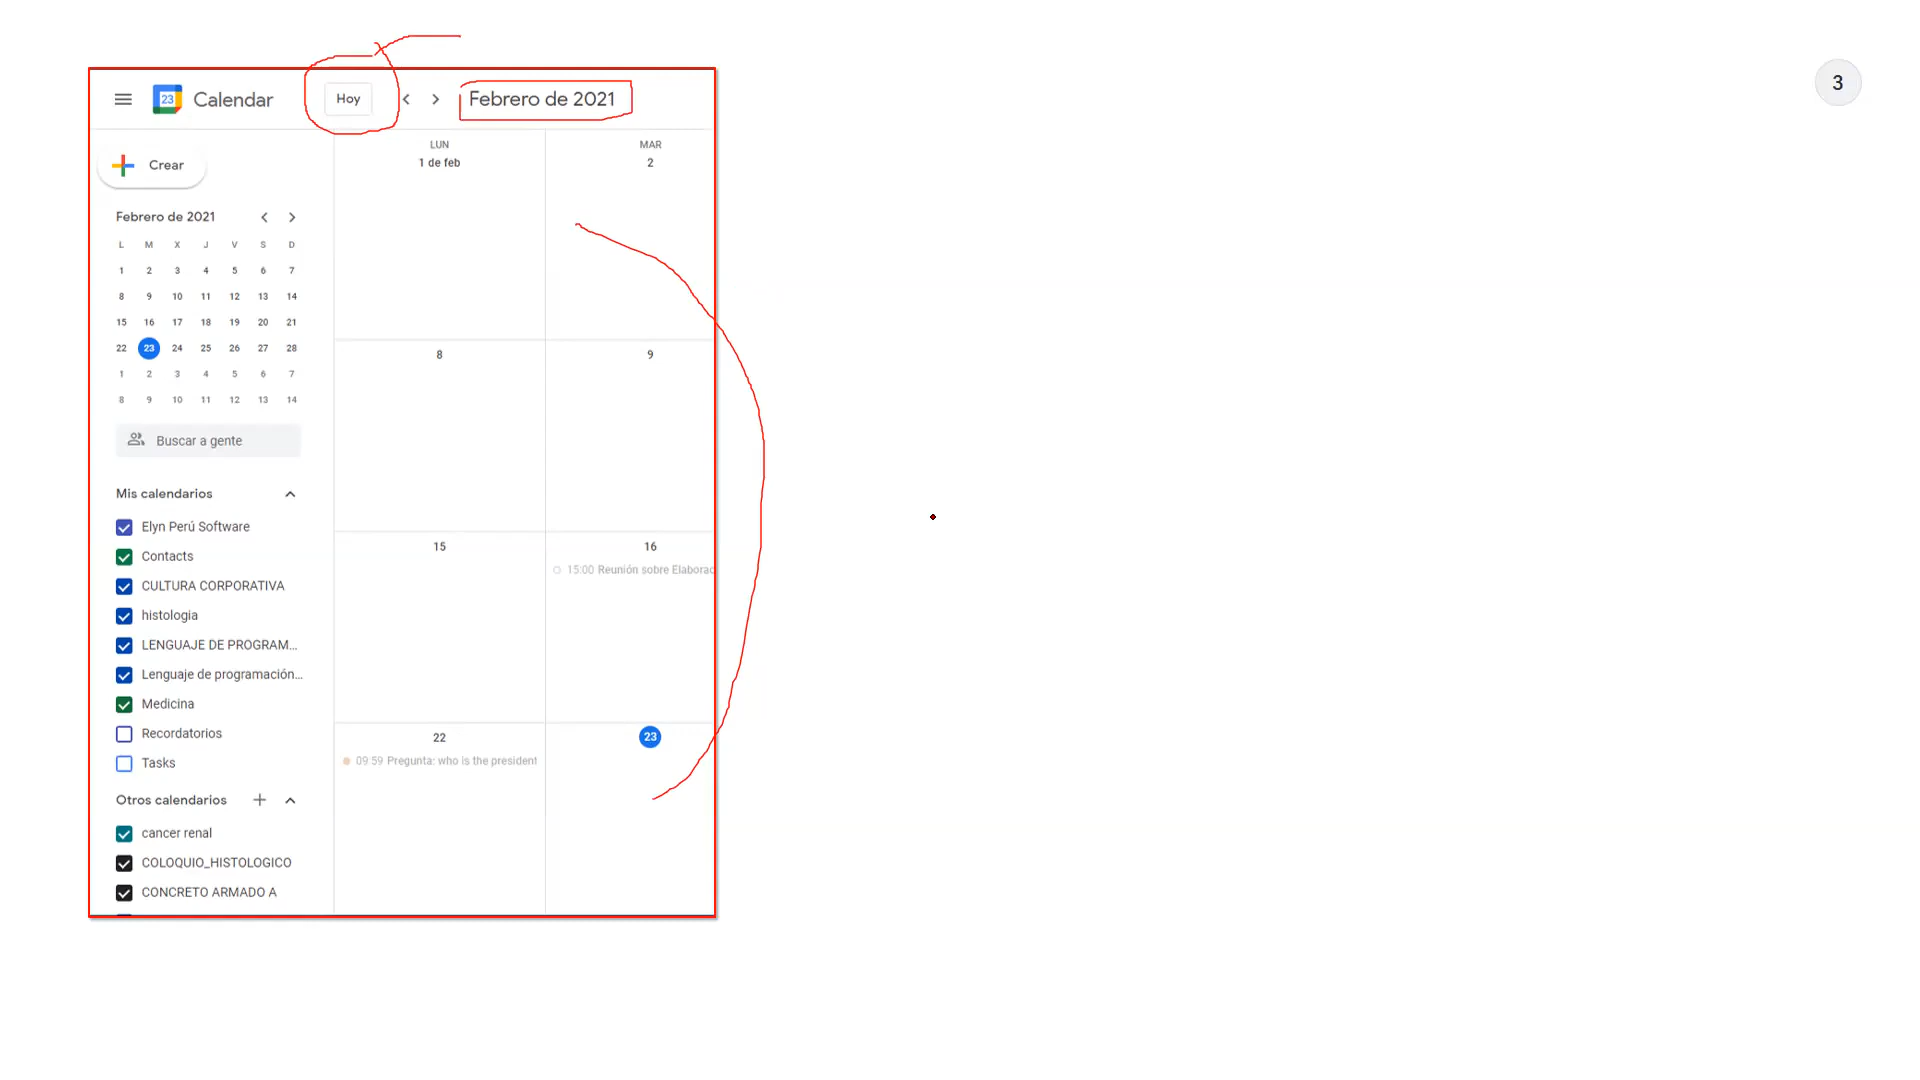 3
23 Calendar Hoy Febrero de 2021
Crear
Febrero de 2021
L M X J V S D
1 2 3 4 5 6 7
8 9 10 11 12 13 14
15 16 17 18 19 20 21
22 23 24 25 26 27 28
1 2 3 4 5 6 7
8 9 10 11 12 13 14
Buscar a gente
Mis calendarios
Elyn Perú Software
Contacts
CULTURA CORPORATIVA
histologia
LENGUAJE DE PROGRAM...
Lenguaje de programación...
Medicina
Recordatorios
Tasks
Otros calendarios
cancer renal
COLOQUIO_HISTOLOGICO
CONCRETO ARMADO A
LUN MAR
1 de feb 2
8 9
15 16
15:00 Reunión sobre Elaborac
22 23
09:59 Pregunta: who is the president